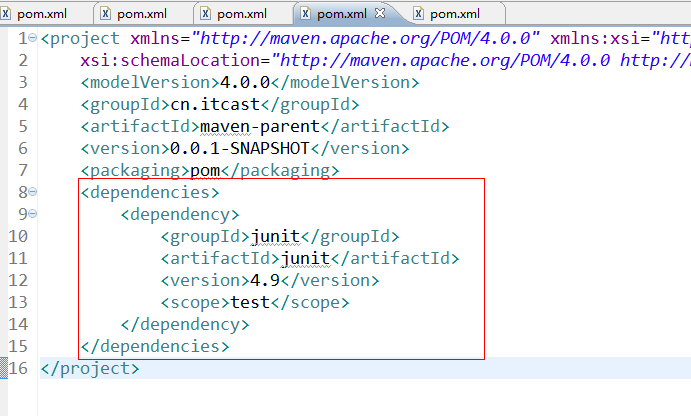 pom.xml pom.xml pom.xml pom.xml pom.xml
1 <project xmlns="http://maven.apache.org/POM/4.0.0" xmlns:xsi="htt
2 xsi:schemaLocation="http://maven.apache.org/POM/4.0.0 http://
3 <modelVersion>4.0.0</modelVersion>
4 <groupId>cn.itcast</groupId>
5 <artifactId>maven-parent</artifactId>
6 <version>0.0.1-SNAPSHOT</version>
7 <packaging>pom</packaging>
8 <dependencies>
9 <dependency>
10 <groupId>junit</groupId>
11 <artifactId>junit</artifactId>
12 <version>4.9</version>
13 <scope>test</scope>
14 </dependency>
15 </dependencies>
16 </project>